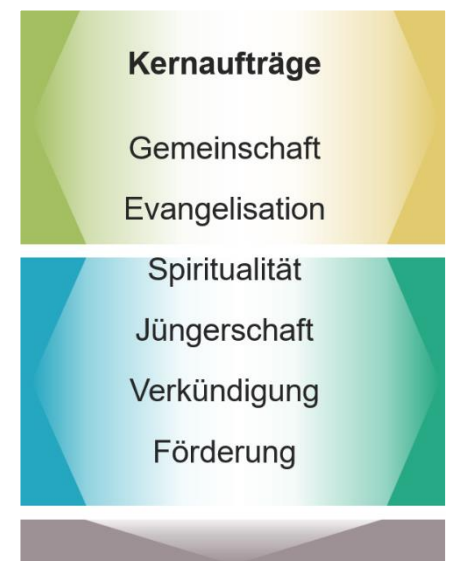 Kernaufträge
Gemeinschaft
Evangelisation
Spiritualität
Jüngerschaft
Verkündigung
Förderung